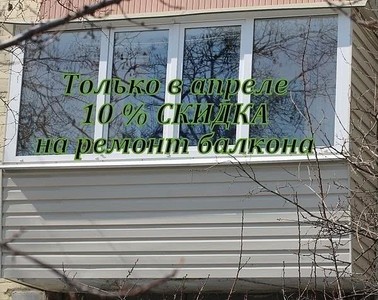 Только в апреле
10 % СКИДКА
на ремонт балкона